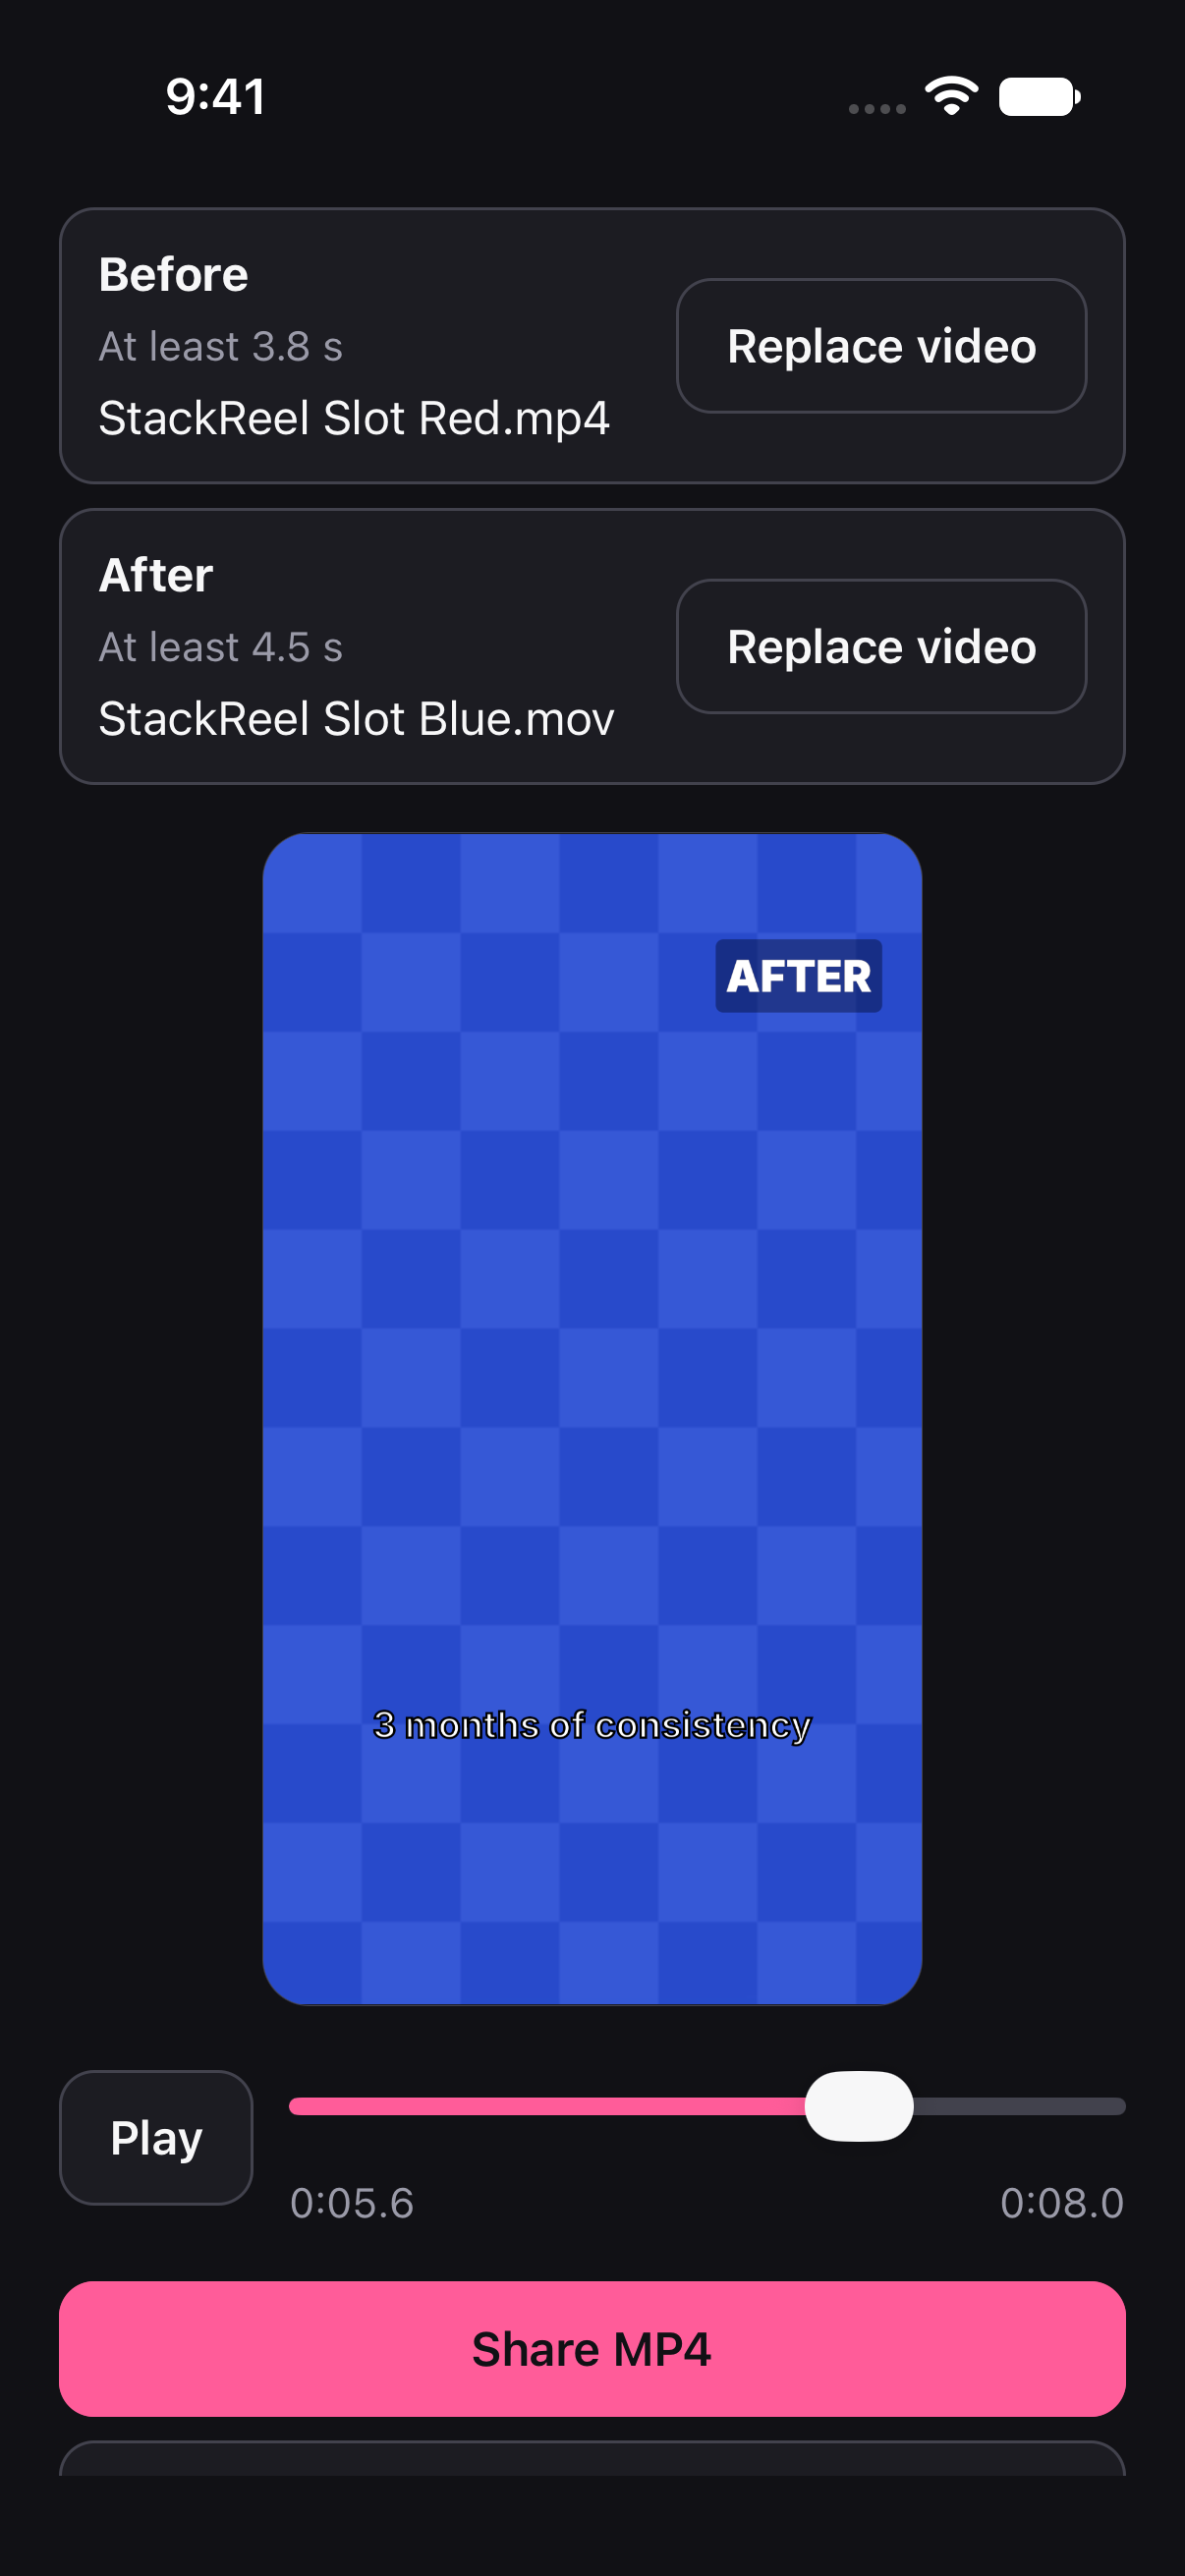 9:41
Before
At least 3.8 s
StackReel Slot Red.mp4
Replace video
After
At least 4.5 s
StackReel Slot Blue.mov
Replace video
AFTER
3 months of consistency
Play
0:05.6
0:08.0
Share MP4